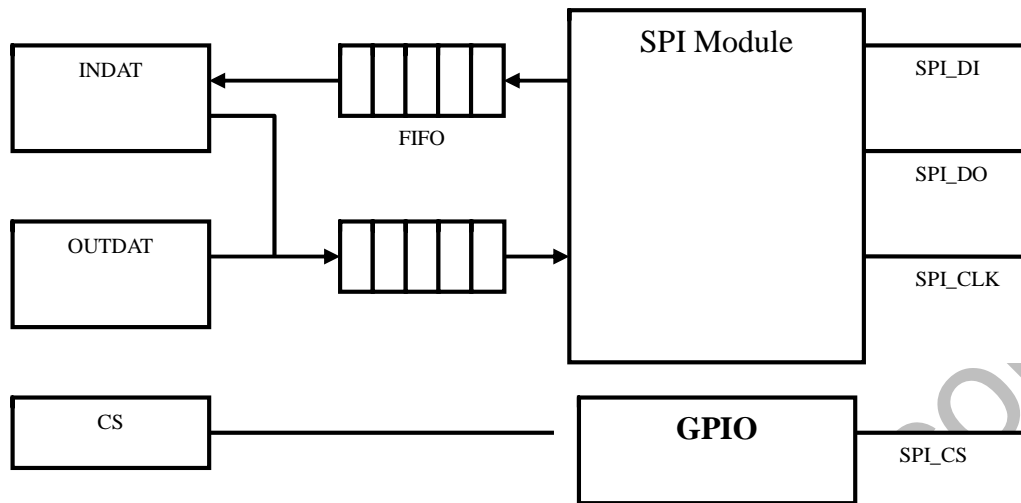 SPI Module
INDAT
SPI_DI
FIFO
SPI_DO
OUTDAT
SPI_CLK
CS
GPIO
SPI_CS